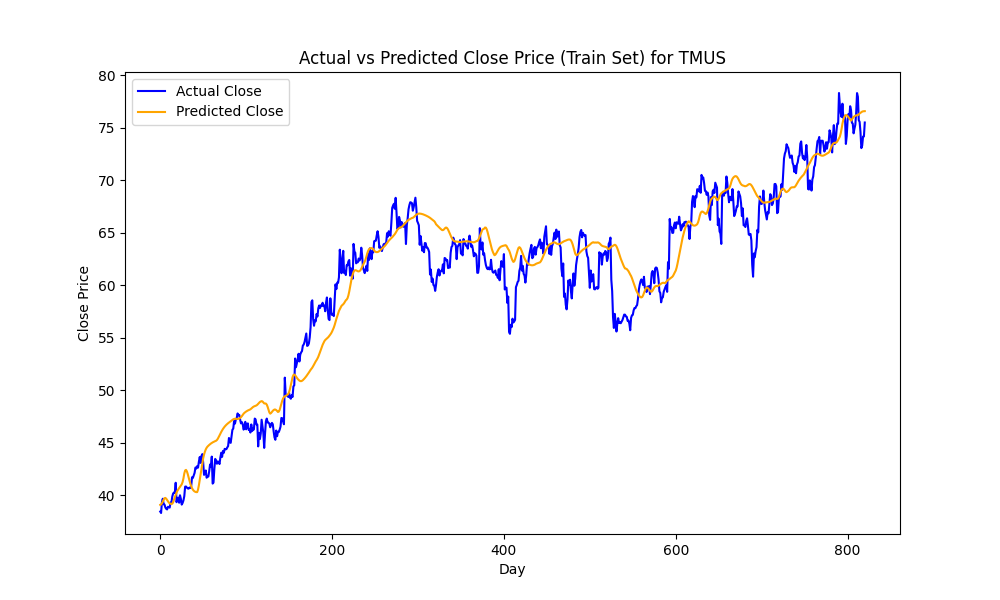 Actual vs Predicted Close Price (Train Set) for TMUS
Actual Close
Predicted Close
80
75
70
65
60
55
50
45
40
Close Price
0 200 400 600 800
Day